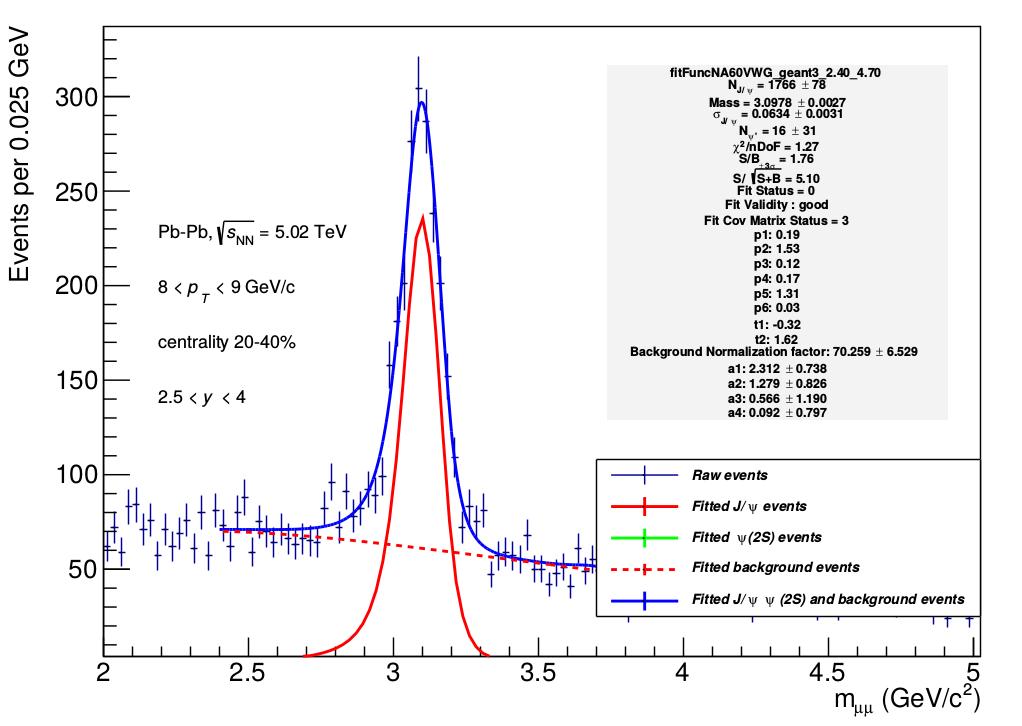 Events per 0.025 GeV
300
250
200
150
100
50
Pb-Pb, √sNN = 5.02 TeV
8 < pT < 9 GeV/c
centrality 20-40%
2.5 < y < 4
fitFuncNA60VWG_geant3_2.40_4.70
NJ/ψ = 1766 ± 78
Mass = 3.0978 ± 0.0027
σJ/ψ = 0.0634 ± 0.0031
Nψ' = 16 ± 31
χ²/nDoF = 1.27
S/B±3σ = 1.76
S/ √S+B = 5.10
Fit Status = 0
Fit Validity : good
Fit Cov Matrix Status = 3
p1: 0.19
p2: 1.53
p3: 0.12
p4: 0.17
p5: 1.31
p6: 0.03
t1: -0.32
t2: 1.62
Background Normalization factor: 70.259 ± 6.529
a1: 2.312 ± 0.738
a2: 1.279 ± 0.826
a3: 0.566 ± 1.190
a4: 0.092 ± 0.797
Raw events
Fitted J/ψ events
Fitted ψ(2S) events
Fitted background events
Fitted J/ψ ψ (2S) and background events
2 2.5 3 3.5 4 4.5 5
mμμ (GeV/c²)